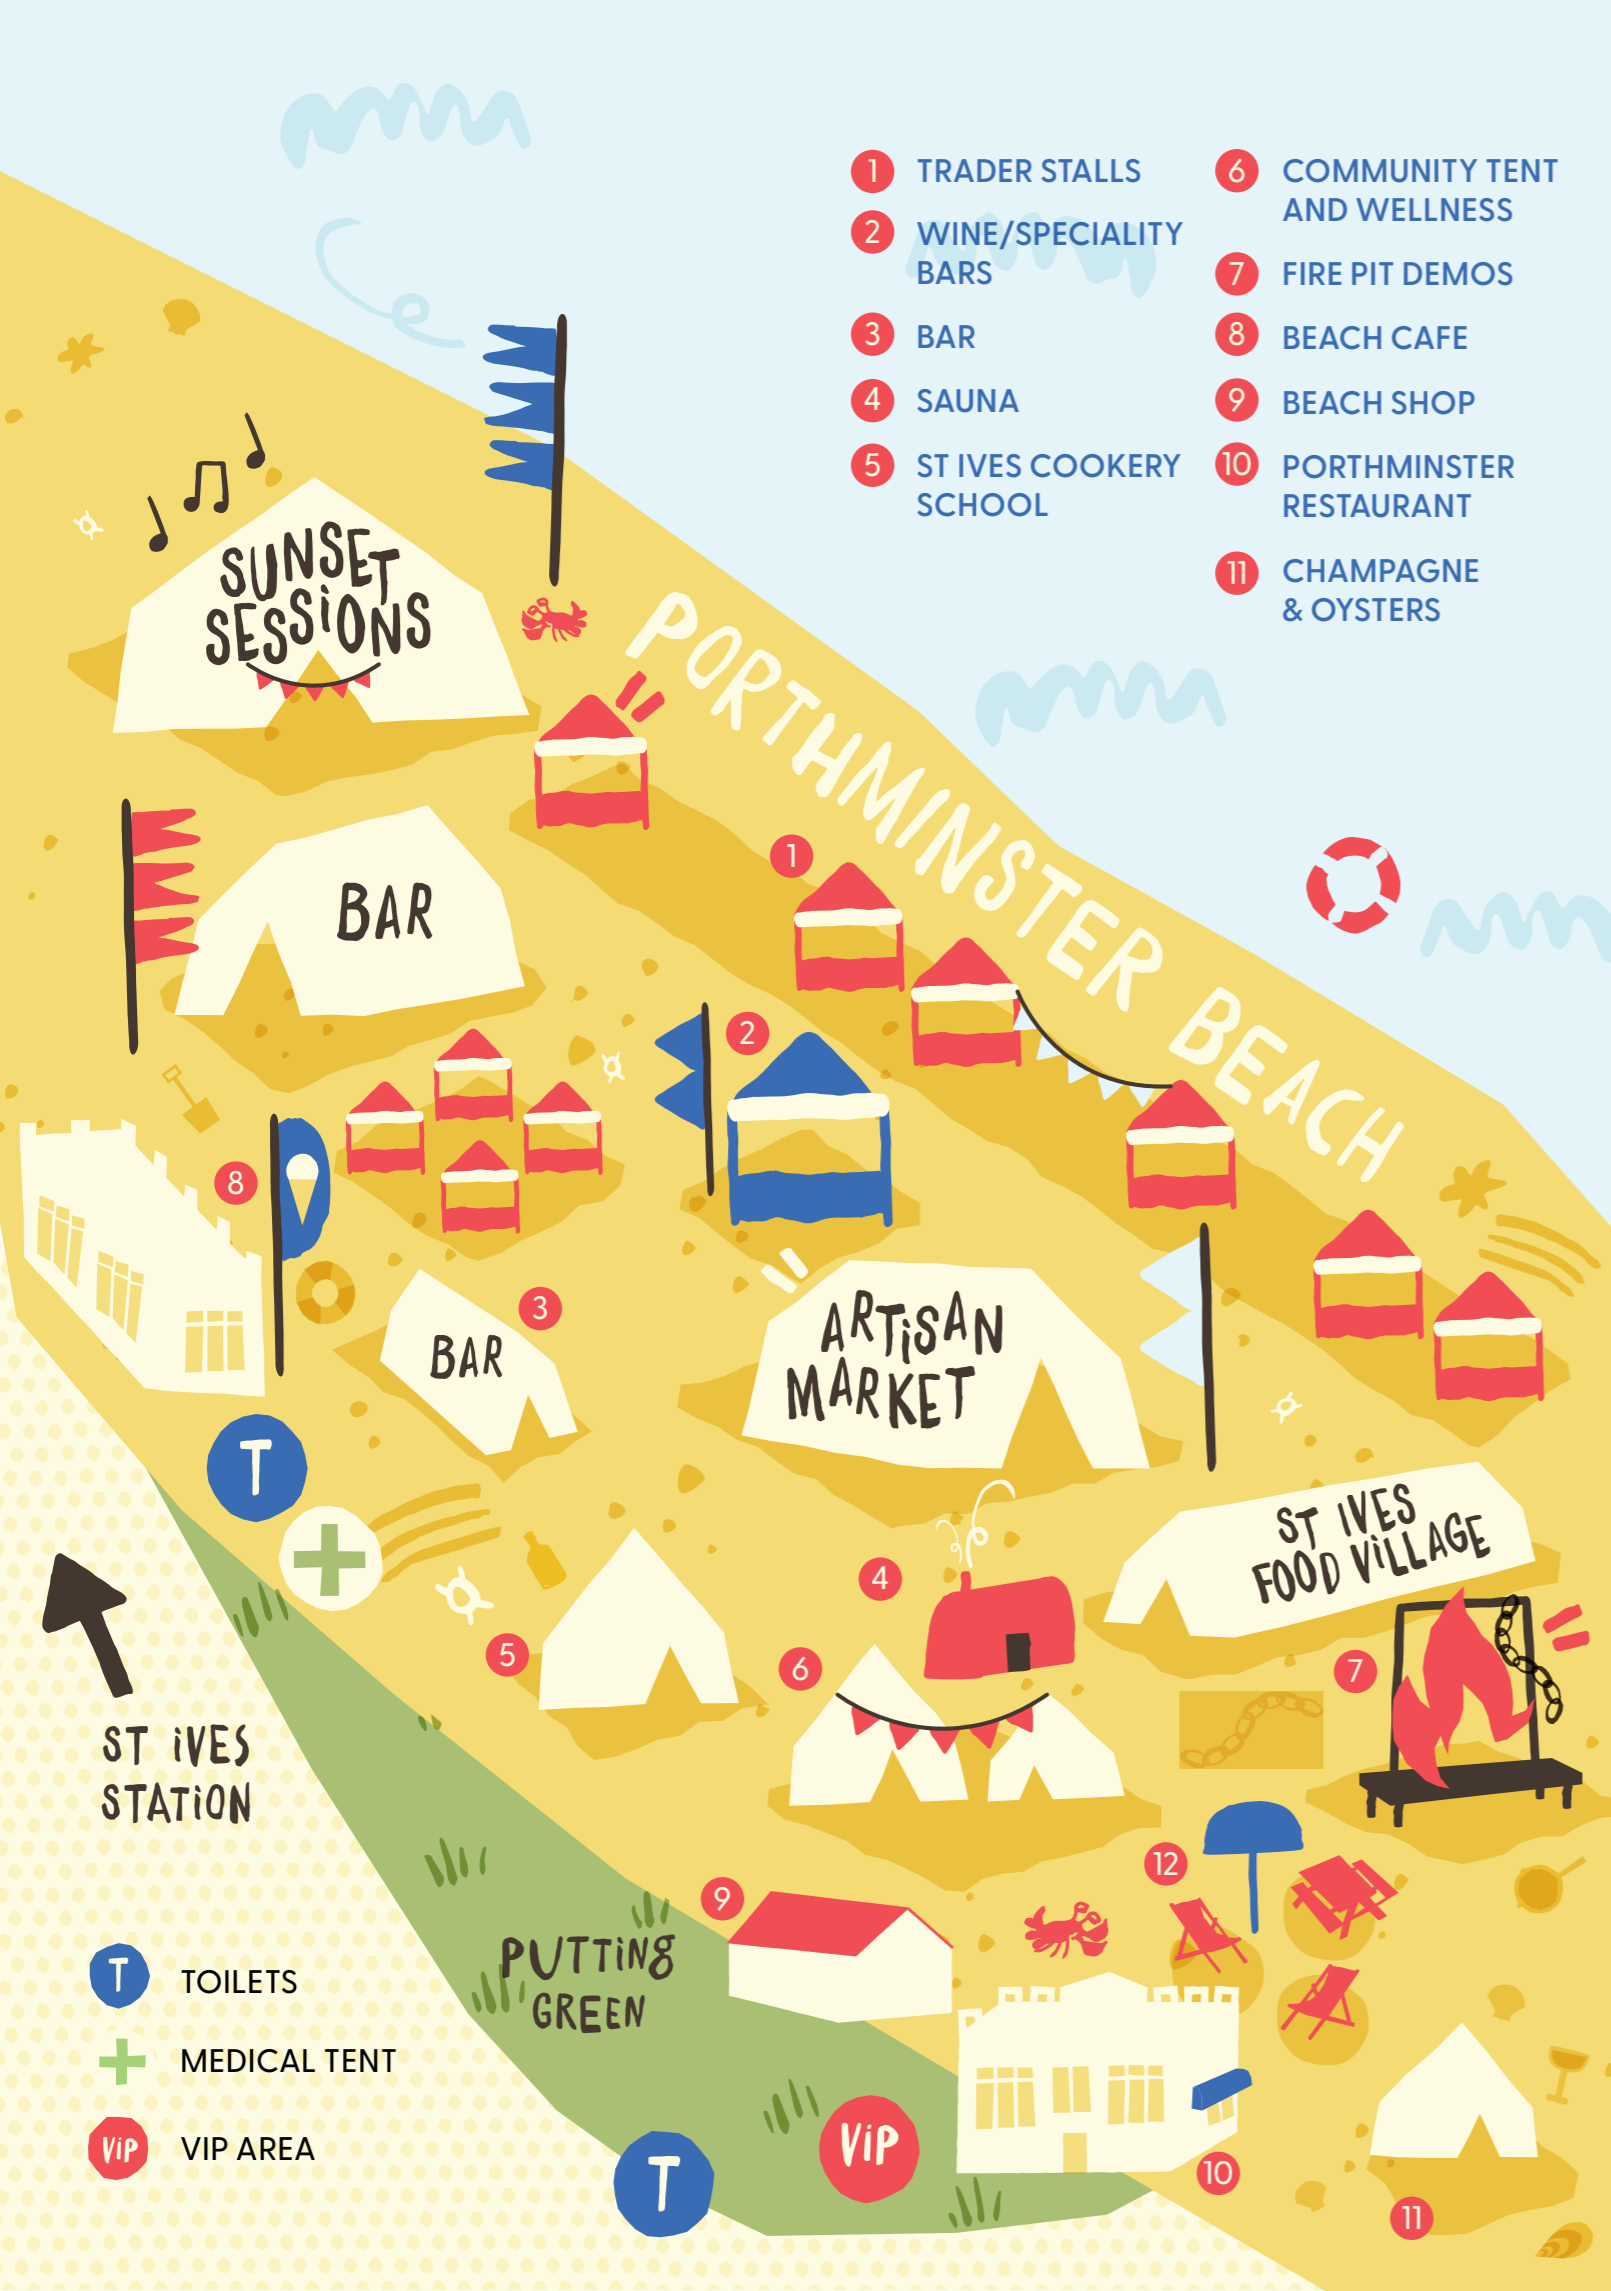 1 TRADER STALLS
2 WINE/SPECIALITY
BARS
3 BAR
4 SAUNA
5 ST IVES COOKERY
SCHOOL
6 COMMUNITY TENT
AND WELLNESS
7 FIRE PIT DEMOS
8 BEACH CAFE
9 BEACH SHOP
10 PORTHMINSTER
RESTAURANT
11 CHAMPAGNE
& OYSTERS
SUNSET
SESSiONS
PORTHMINSTER BEACH
1
BAR
2
8
3
BAR
ARTiSAN
MARKET
T
ST IVES
FOOD ViLLAGE
4
5
6
7
ST iVES
STATiON
12
9
PUTTiNG
GREEN
T TOILETS
MEDICAL TENT
ViP VIP AREA
ViP
T
10
11